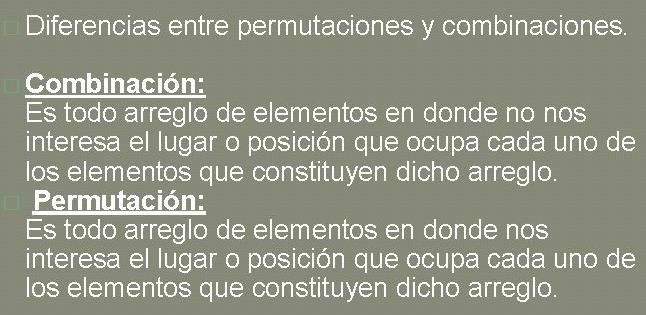 Diferencias entre permutaciones y combinaciones.
Combinación:
Es todo arreglo de elementos en donde no nos
interesa el lugar o posición que ocupa cada uno de
los elementos que constituyen dicho arreglo.
Permutación:
Es todo arreglo de elementos en donde nos
interesa el lugar o posición que ocupa cada uno de
los elementos que constituyen dicho arreglo.